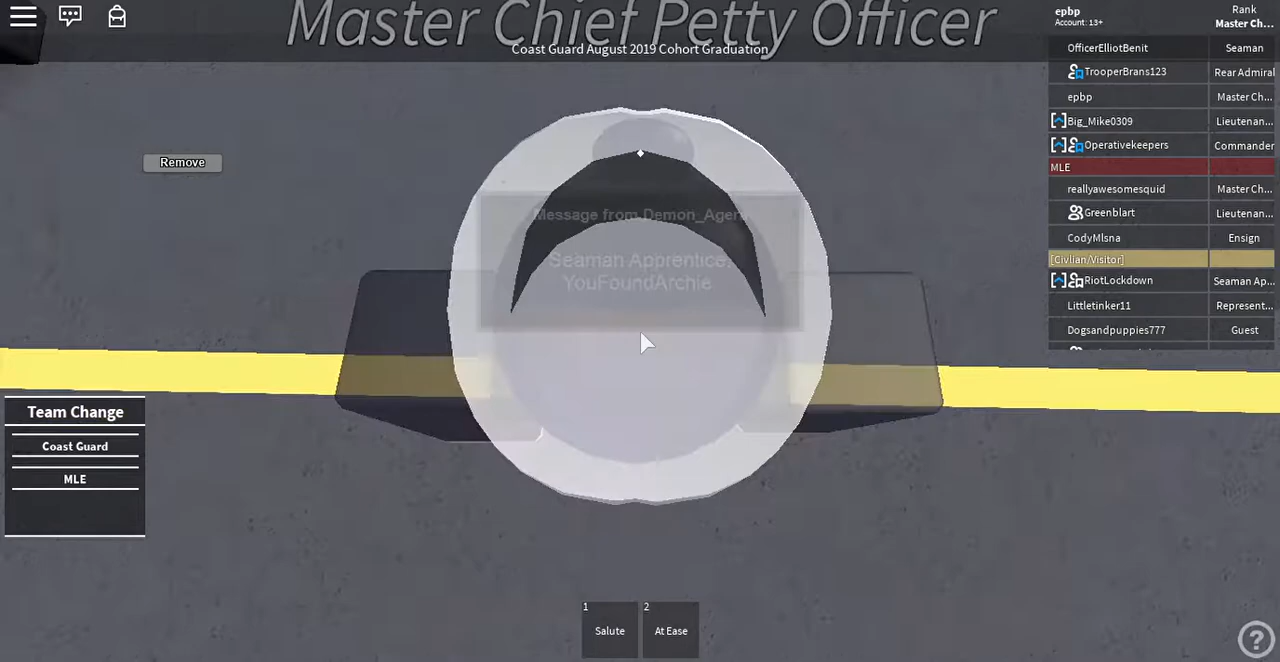 Master Chief Petty Officer
Coast Guard August 2019 Cohort Graduation
epbp
Account: 13+
Rank
Master Ch...
OfficerElliotBenit Seaman
TrooperBrans123 Rear Admiral
epbp Master Ch...
Big_Mike0309 Lieutenan...
Operativekeepers Commander
MLE
reallyawesomesquid Master Ch...
Greenblart Lieutenan...
CodyMlsna Ensign
[Civlian/Visitor]
RiotLockdown Seaman Ap...
Littletinker11 Represent...
Dogsandpuppies777 Guest
Remove
Message from Demon_Agent
Seaman Apprentice:
YouFoundArchie
Team Change
Coast Guard
MLE
1
Salute
2
At Ease
?